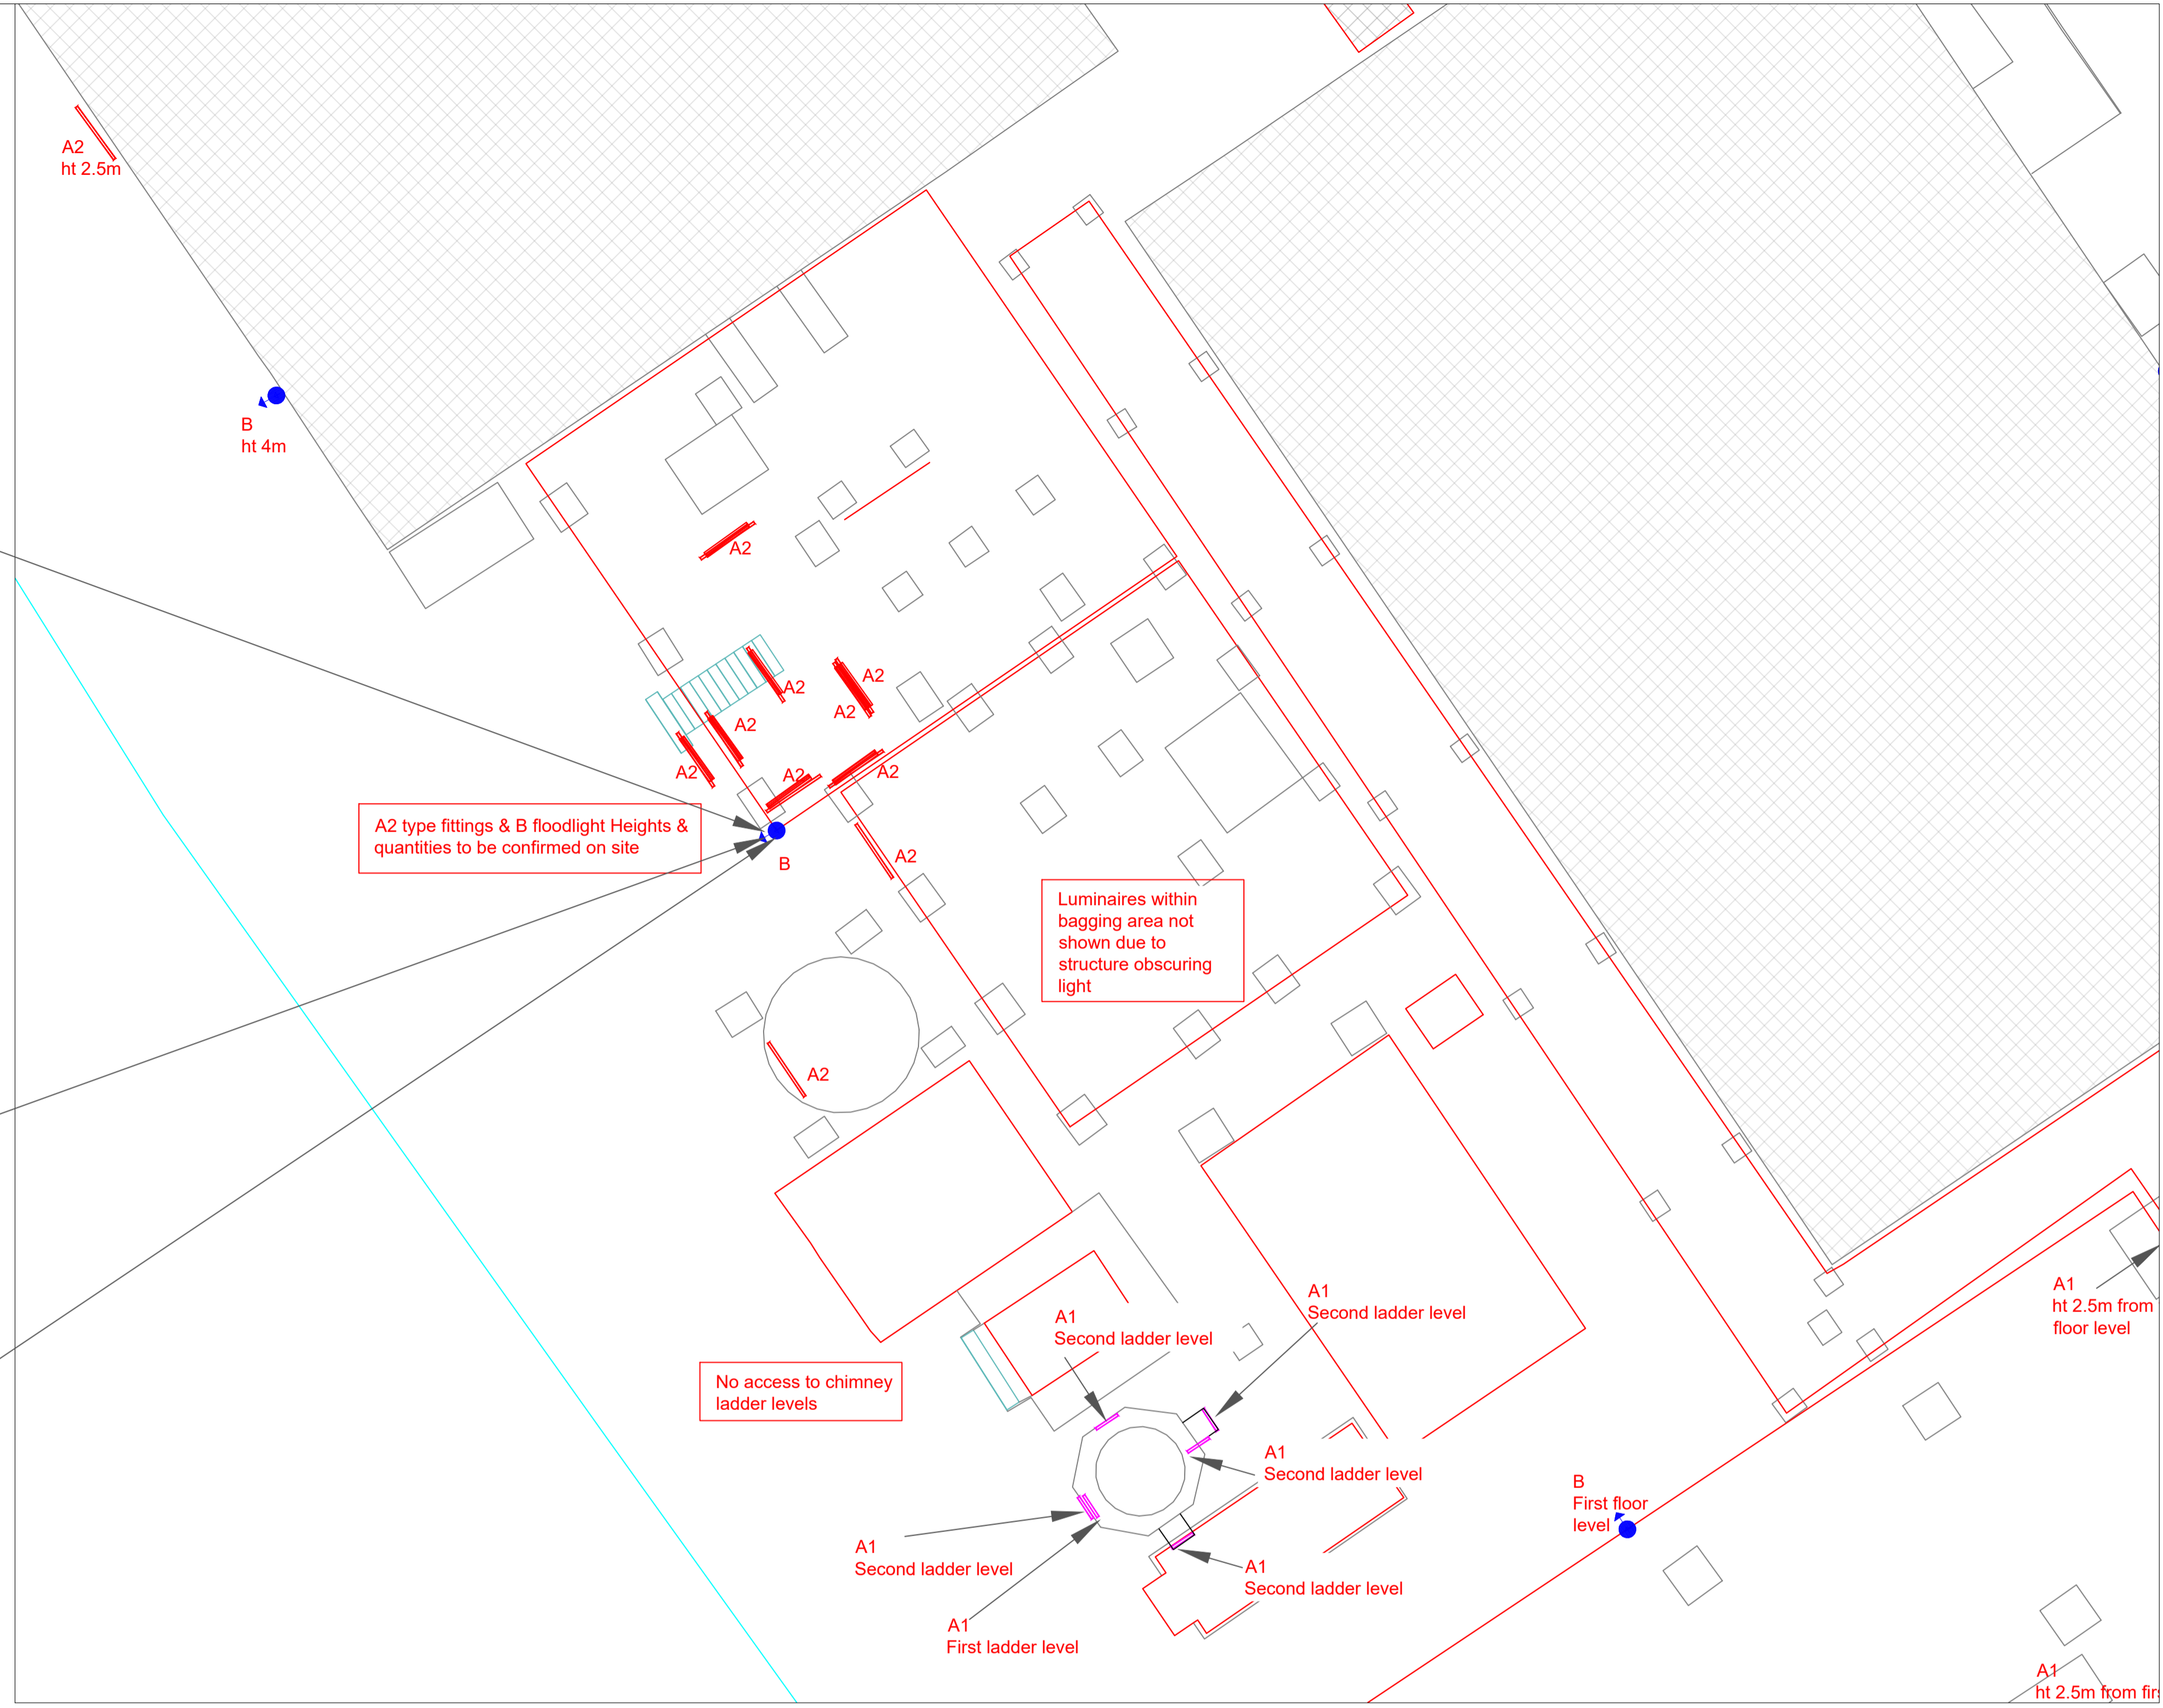 A2
ht 2.5m
B
ht 4m
A2
A2
A2
A2
A2
A2
A2
A2
A2 type fittings & B floodlight Heights &
quantities to be confirmed on site
B
A2
Luminaires within
bagging area not
shown due to
structure obscuring
light
A2
A1
Second ladder level
A1
Second ladder level
A1
ht 2.5m from
floor level
No access to chimney
ladder levels
A1
Second ladder level
B
First floor
level
A1
Second ladder level
A1
Second ladder level
A1
First ladder level
A1
ht 2.5m from